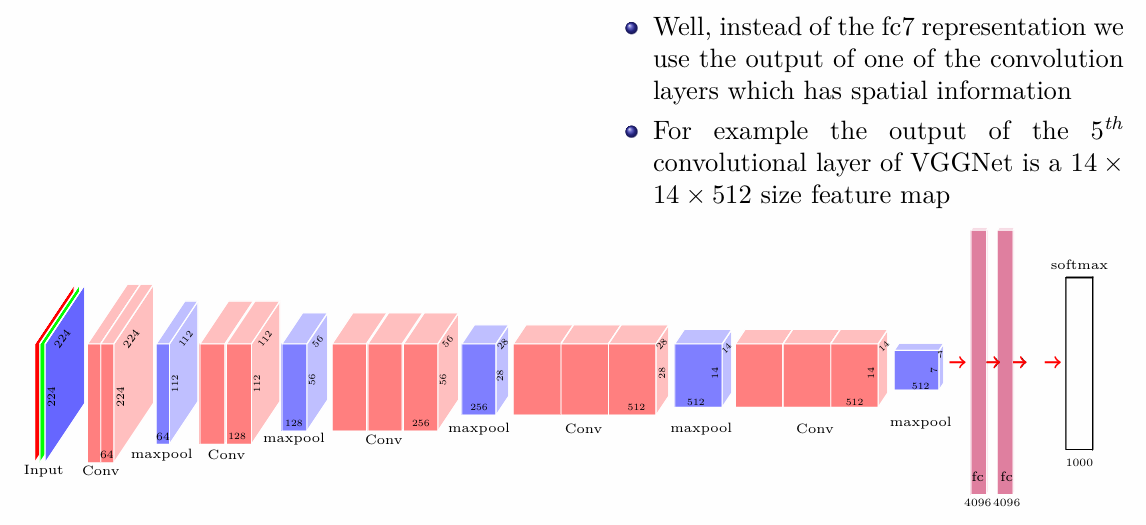 Well, instead of the fc7 representation we
use the output of one of the convolution
layers which has spatial information
For example the output of the 5th
convolutional layer of VGGNet is a 14 ×
14 × 512 size feature map
224
224
Input
224
224
64
Conv
112
112
64
maxpool
112
112
128
Conv
56
56
128
maxpool
56
56
256
Conv
28
28
256
maxpool
28
28
512
Conv
14
14
512
maxpool
14
14
512
Conv
7
7
512
maxpool
fc
4096
fc
4096
softmax
1000